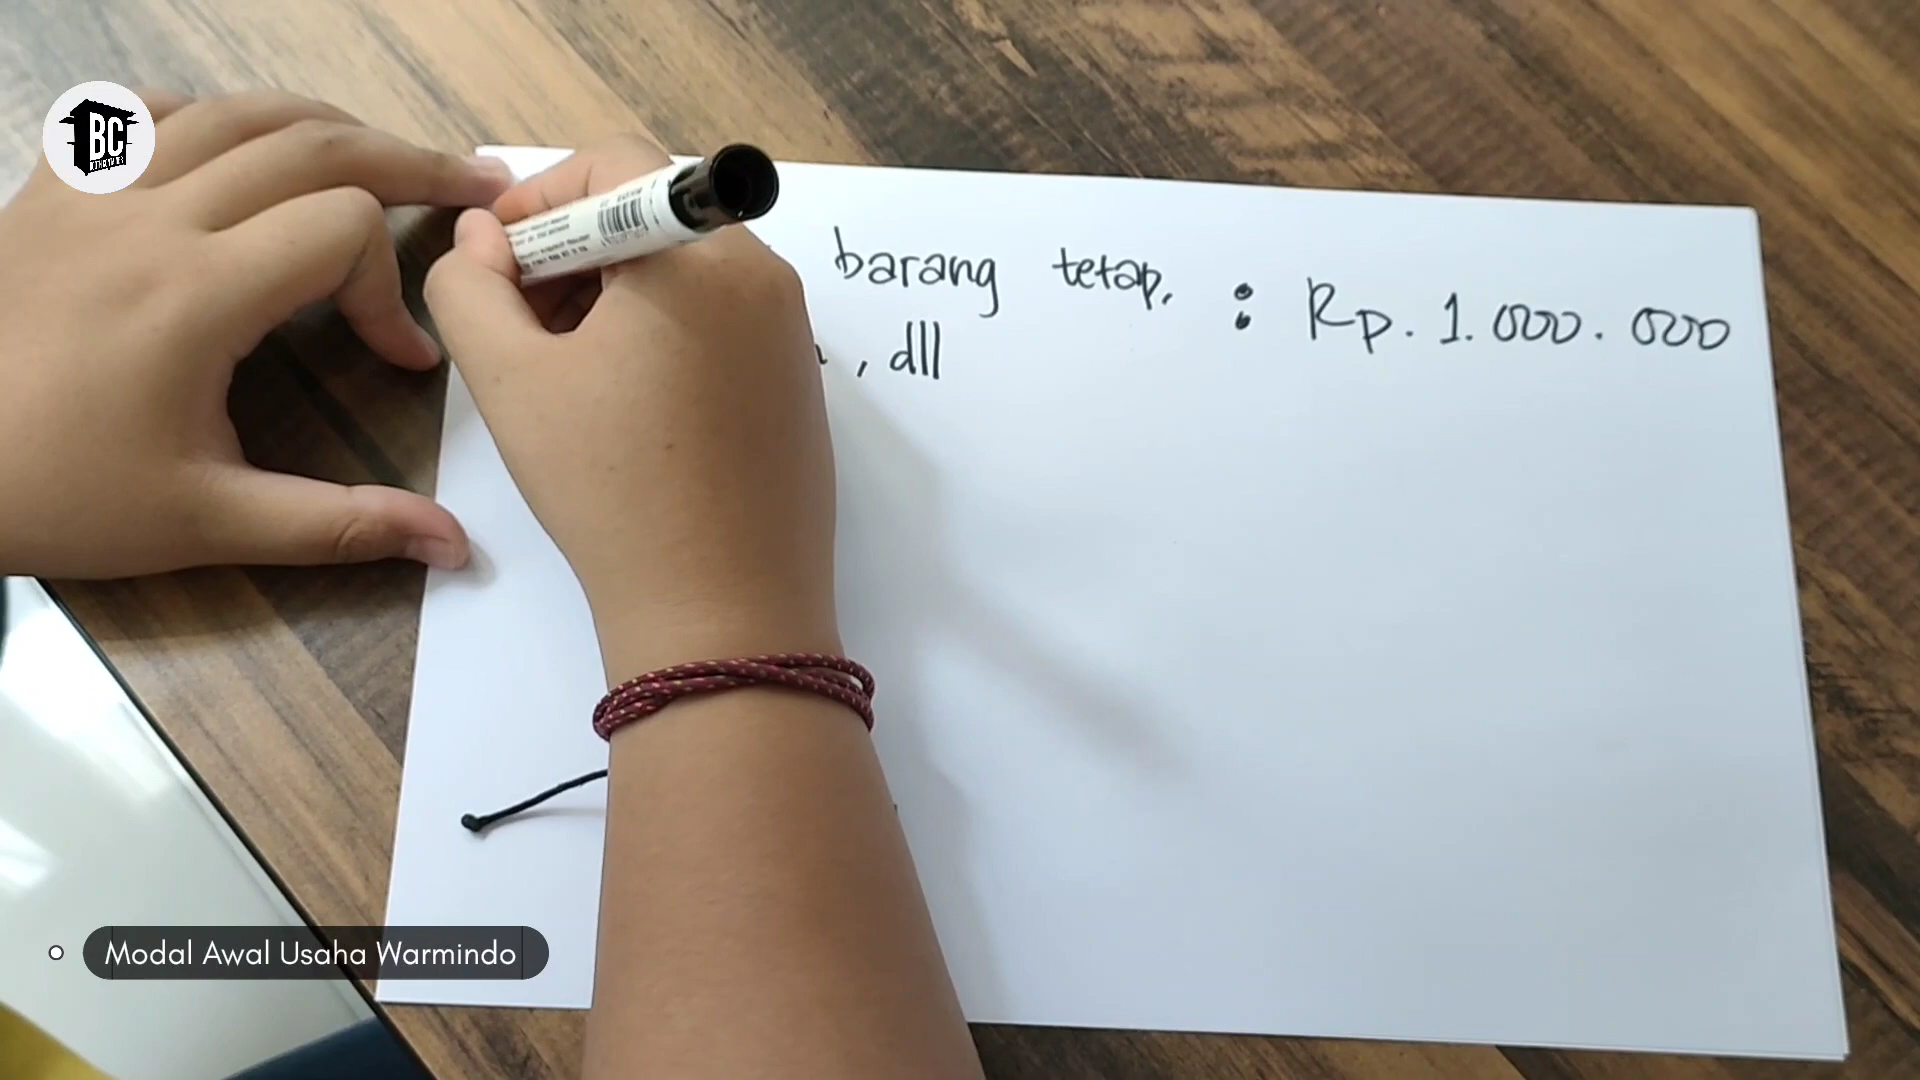 BC
barang tetap, : Rp. 1.000.000
, dll
Modal Awal Usaha Warmindo